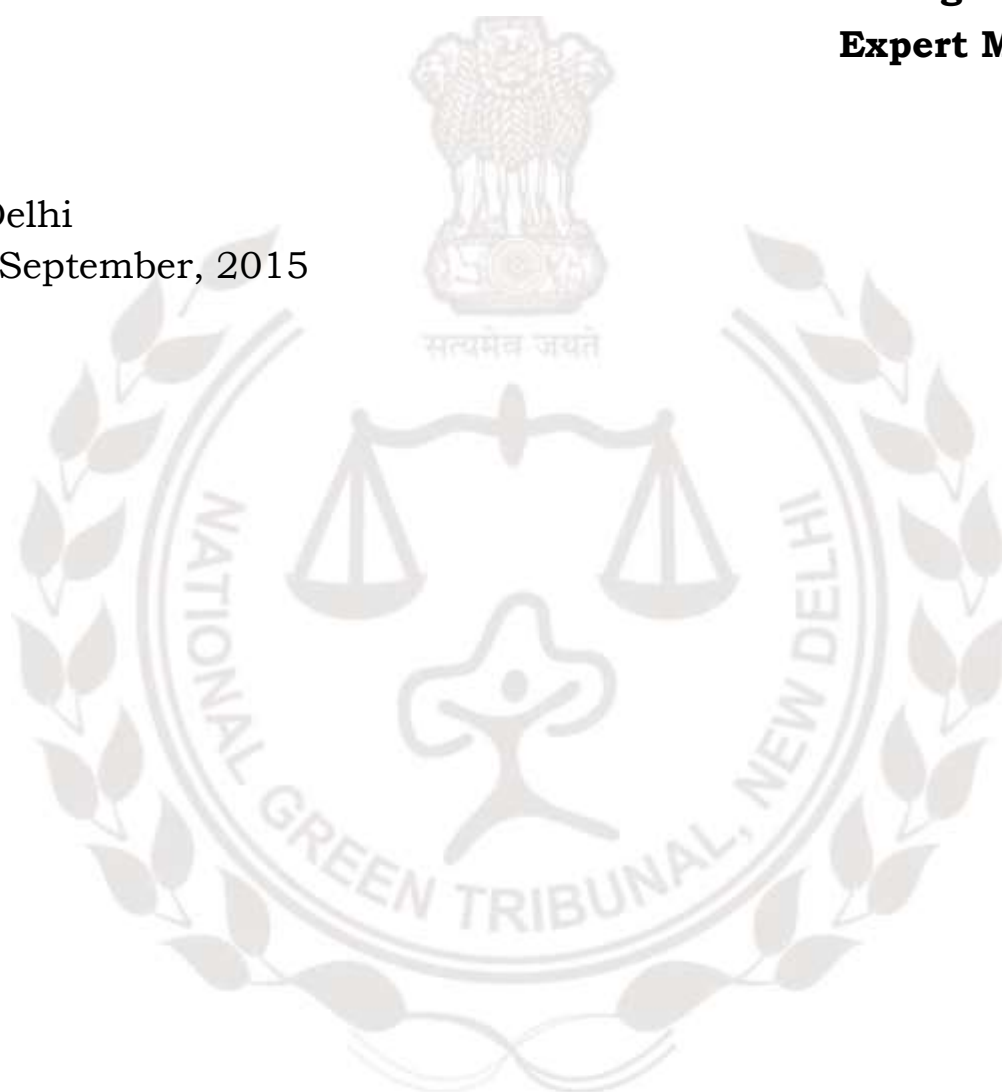 Expert M
Delhi
September, 2015
सत्यमेव जयते
NATIONAL GREEN TRIBUNAL, NEW DELHI